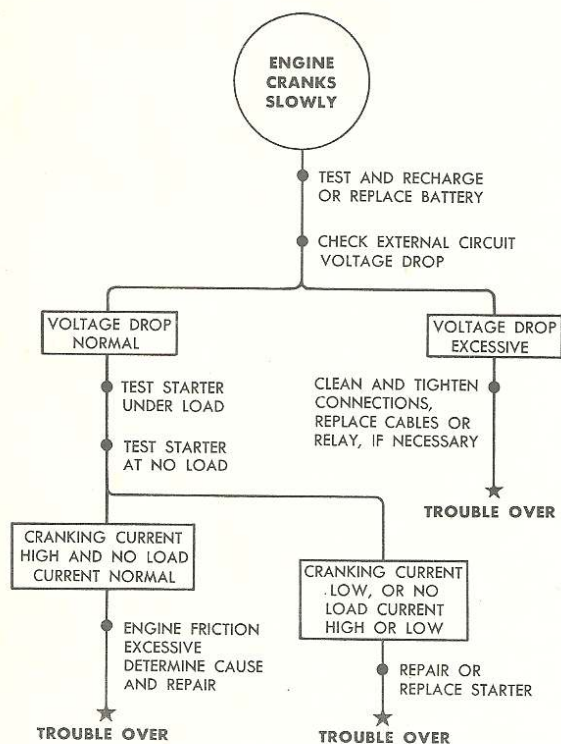 ENGINE
CRANKS
SLOWLY
TEST AND RECHARGE
OR REPLACE BATTERY
CHECK EXTERNAL CIRCUIT
VOLTAGE DROP
VOLTAGE DROP
NORMAL
VOLTAGE DROP
EXCESSIVE
TEST STARTER
UNDER LOAD
TEST STARTER
AT NO LOAD
CLEAN AND TIGHTEN
CONNECTIONS,
REPLACE CABLES OR
RELAY, IF NECESSARY
TROUBLE OVER
CRANKING CURRENT
HIGH AND NO LOAD
CURRENT NORMAL
CRANKING CURRENT
LOW, OR NO
LOAD CURRENT
HIGH OR LOW
ENGINE FRICTION
EXCESSIVE
DETERMINE CAUSE
AND REPAIR
REPAIR OR
REPLACE STARTER
TROUBLE OVER
TROUBLE OVER